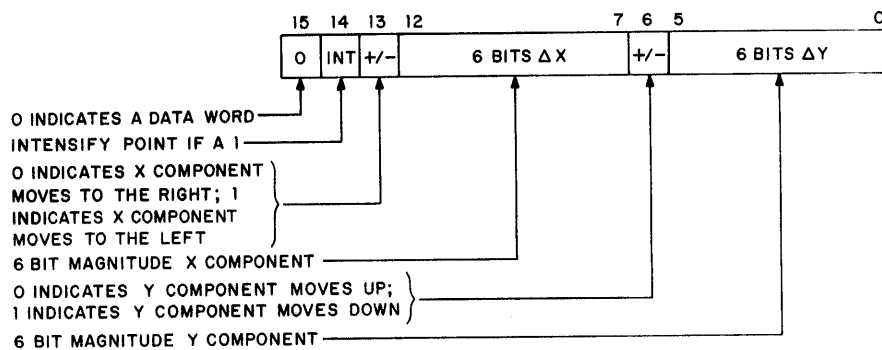 15 14 13 12 7 6 5 0
0 INT +/- 6 BITS ΔX +/- 6 BITS ΔY
0 INDICATES A DATA WORD
INTENSIFY POINT IF A 1
0 INDICATES X COMPONENT
MOVES TO THE RIGHT; 1
INDICATES X COMPONENT
MOVES TO THE LEFT
6 BIT MAGNITUDE X COMPONENT
0 INDICATES Y COMPONENT MOVES UP;
1 INDICATES Y COMPONENT MOVES DOWN
6 BIT MAGNITUDE Y COMPONENT